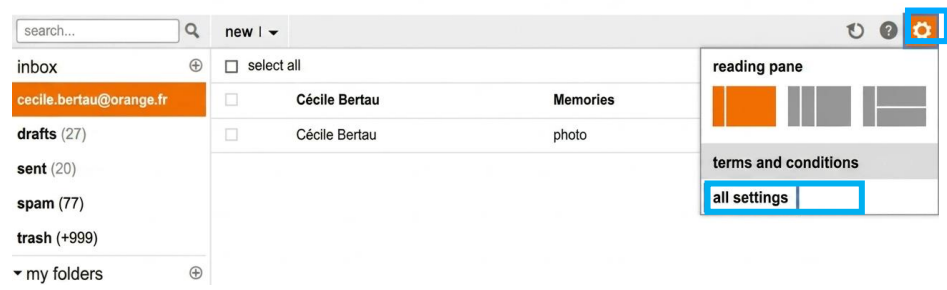 search...
new | ?
inbox
select all
reading pane
cecile.bertau@orange.fr
Cécile Bertau Memories
drafts (27)
Cécile Bertau photo
sent (20)
terms and conditions
spam (77)
all settings
trash (+999)
my folders